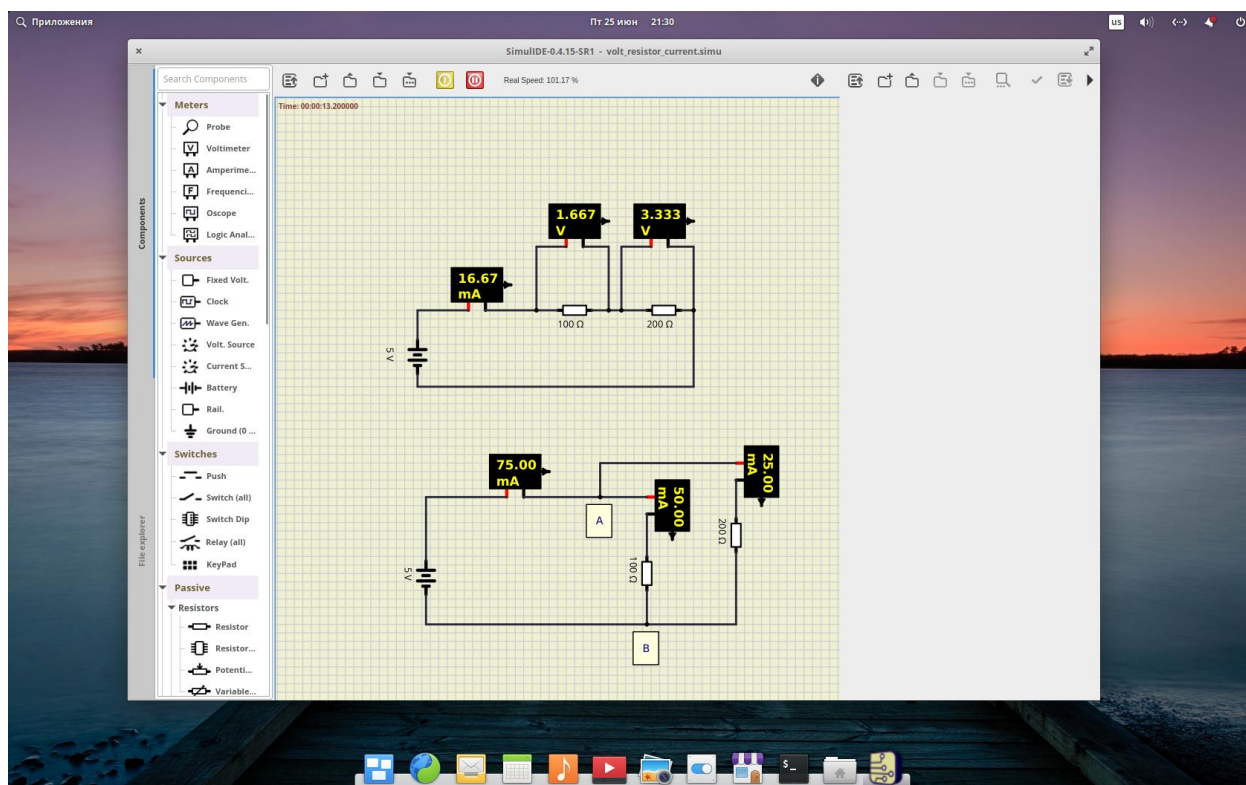 Приложения
Пт 25 июн 21:30
us
SimulIDE-0.4.15-SR1 - volt_resistor_current.simu
Search Components
Real Speed: 101.17 %
Components
File explorer
Meters
Probe
Voltimeter
Amperime...
Frequenci...
Oscope
Logic Anal...
Sources
Fixed Volt.
Clock
Wave Gen.
Volt. Source
Current S...
Battery
Rail.
Ground (0 ...
Switches
Push
Switch (all)
Switch Dip
Relay (all)
KeyPad
Passive
Resistors
Resistor
Resistor...
Potenti...
Variable...
Time: 00:00:13.200000
1.667
V
3.333
V
16.67
mA
100 Ω
200 Ω
5 V
75.00
mA
25.00
mA
50.00
mA
A
200 Ω
100 Ω
5 V
B